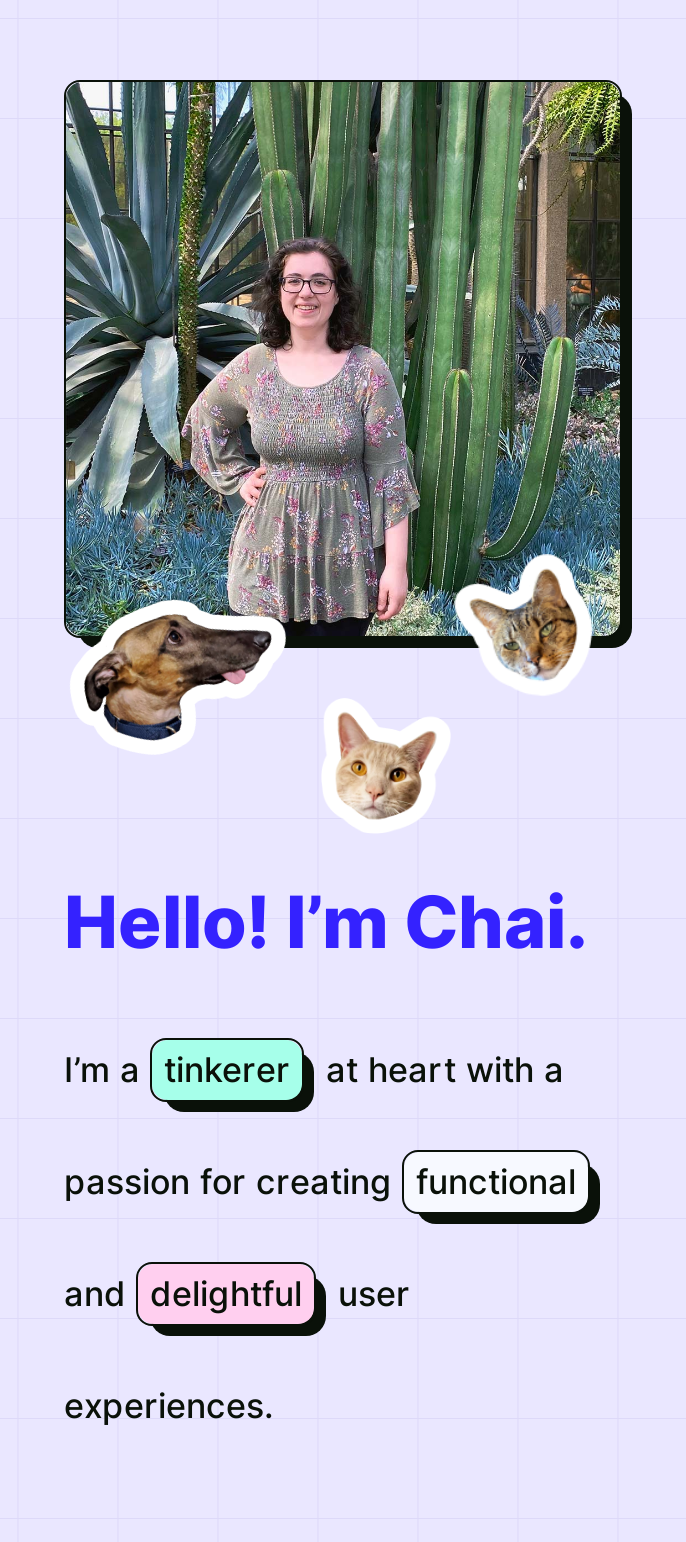 Hello! I’m Chai.
I’m a tinkerer at heart with a
passion for creating functional
and delightful user
experiences.